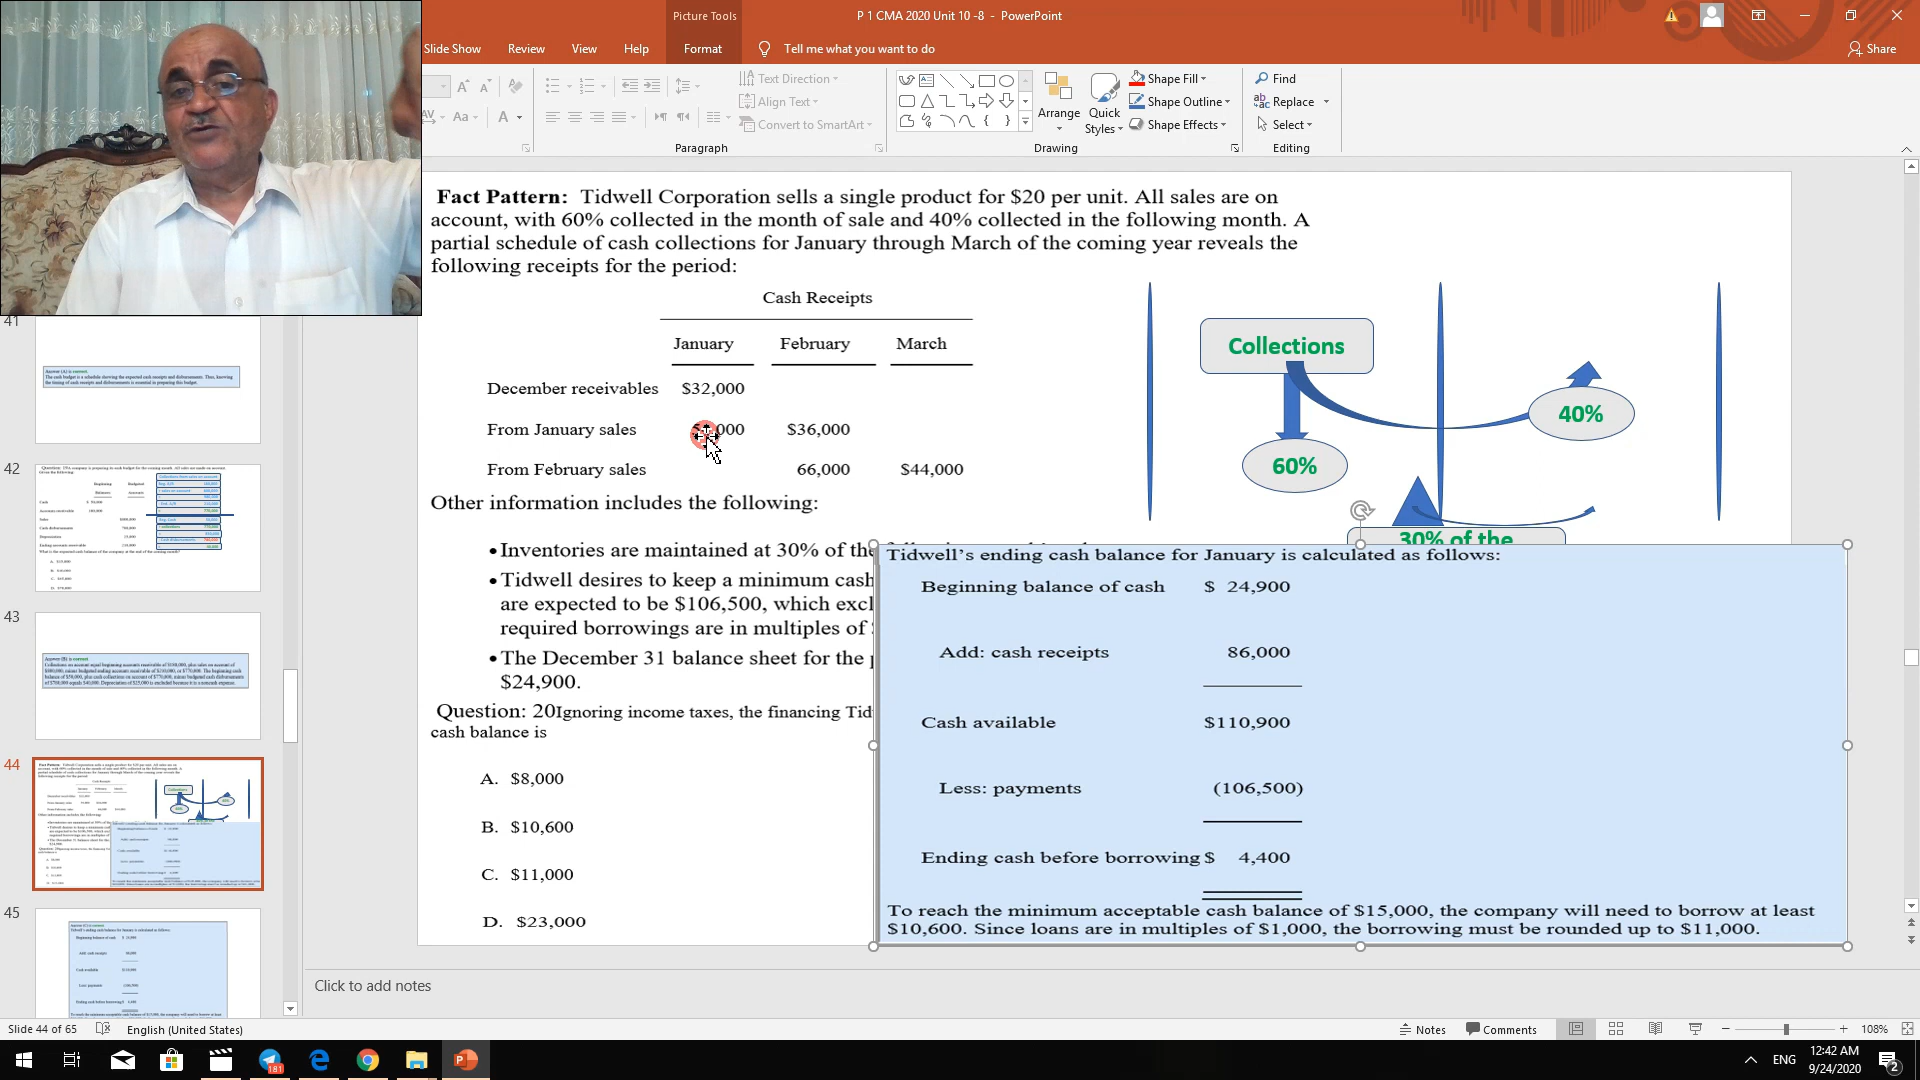 Picture Tools
P 1 CMA 2020 Unit 10 -8 - PowerPoint
Slide Show
Review
View
Help
Format
Tell me what you want to do
Share
Text Direction
Align Text
Convert to SmartArt
Paragraph
Arrange
Quick Styles
Shape Fill
Shape Outline
Shape Effects
Drawing
Find
Replace
Select
Editing
Fact Pattern: Tidwell Corporation sells a single product for $20 per unit. All sales are on
account, with 60% collected in the month of sale and 40% collected in the following month. A
partial schedule of cash collections for January through March of the coming year reveals the
following receipts for the period:
Cash Receipts
January February March
December receivables $32,000
From January sales ,000 $36,000
From February sales 66,000 $44,000
Other information includes the following:
•Inventories are maintained at 30% of the
•Tidwell desires to keep a minimum cash
are expected to be $106,500, which
required borrowings are in multiples of
•The December 31 balance sheet for the
$24,900.
Question: 20Ignoring income taxes, the financing
cash balance is
A. $8,000
B. $10,600
C. $11,000
D. $23,000
Collections
60%
40%
30% of the
Tidwell's ending cash balance for January is calculated as follows:
Beginning balance of cash $ 24,900
Add: cash receipts 86,000
Cash available $110,900
Less: payments (106,500)
Ending cash before borrowing $ 4,400
To reach the minimum acceptable cash balance of $15,000, the company will need to borrow at least
$10,600. Since loans are in multiples of $1,000, the borrowing must be rounded up to $11,000.
41
42
43
44
45
Click to add notes
Slide 44 of 65
English (United States)
Notes
Comments
108%
181
ENG
12:42 AM
9/24/2020
2